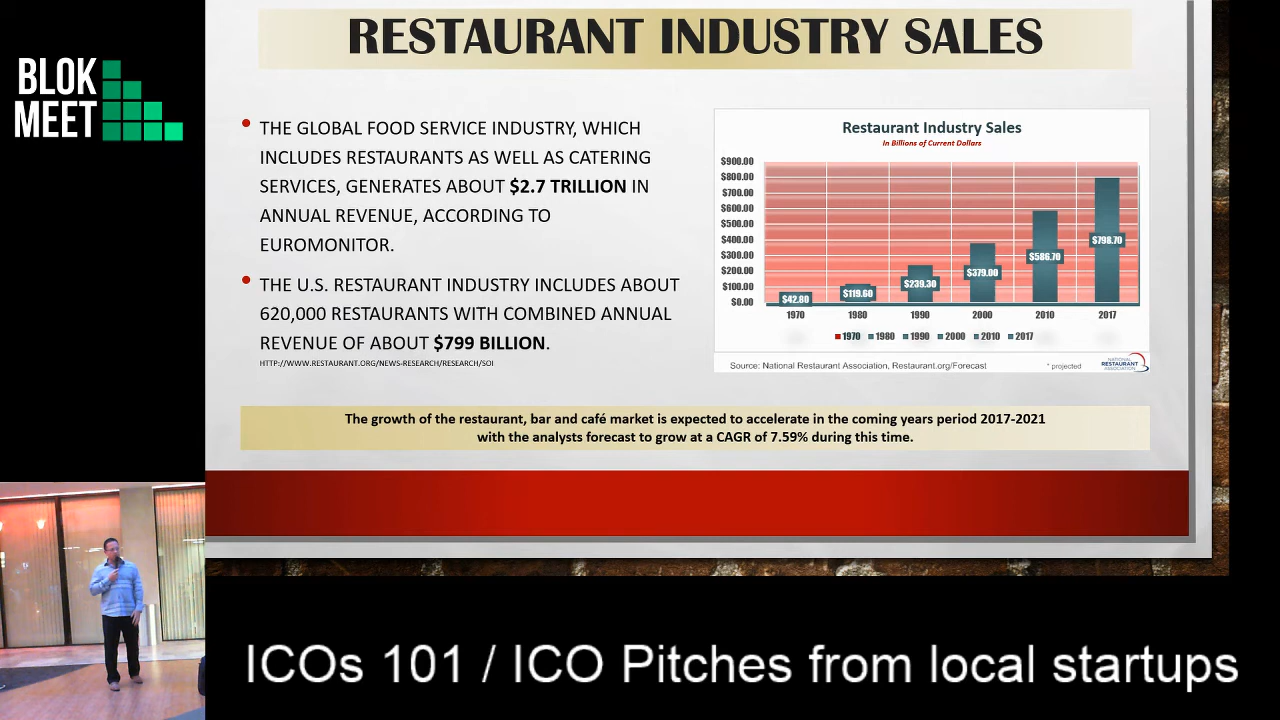 BLOK
MEET
RESTAURANT INDUSTRY SALES
THE GLOBAL FOOD SERVICE INDUSTRY, WHICH
INCLUDES RESTAURANTS AS WELL AS CATERING
SERVICES, GENERATES ABOUT $2.7 TRILLION IN
ANNUAL REVENUE, ACCORDING TO
EUROMONITOR.
THE U.S. RESTAURANT INDUSTRY INCLUDES ABOUT
620,000 RESTAURANTS WITH COMBINED ANNUAL
REVENUE OF ABOUT $799 BILLION.
HTTP://WWW.RESTAURANT.ORG/NEWS-RESEARCH/RESEARCH/SOI
Restaurant Industry Sales
In Billions of Current Dollars
$900.00
$800.00
$700.00
$600.00
$500.00
$400.00
$300.00
$200.00
$100.00
$0.00
$42.80
$119.60
$239.30
$379.00
$586.70
$798.70
1970 1980 1990 2000 2010 2017
1970 1980 1990 2000 2010 2017
Source: National Restaurant Association, Restaurant.org/Forecast
* projected
NATIONAL
RESTAURANT
ASSOCIATION
The growth of the restaurant, bar and café market is expected to accelerate in the coming years period 2017-2021
with the analysts forecast to grow at a CAGR of 7.59% during this time.
ICOs 101 / ICO Pitches from local startups